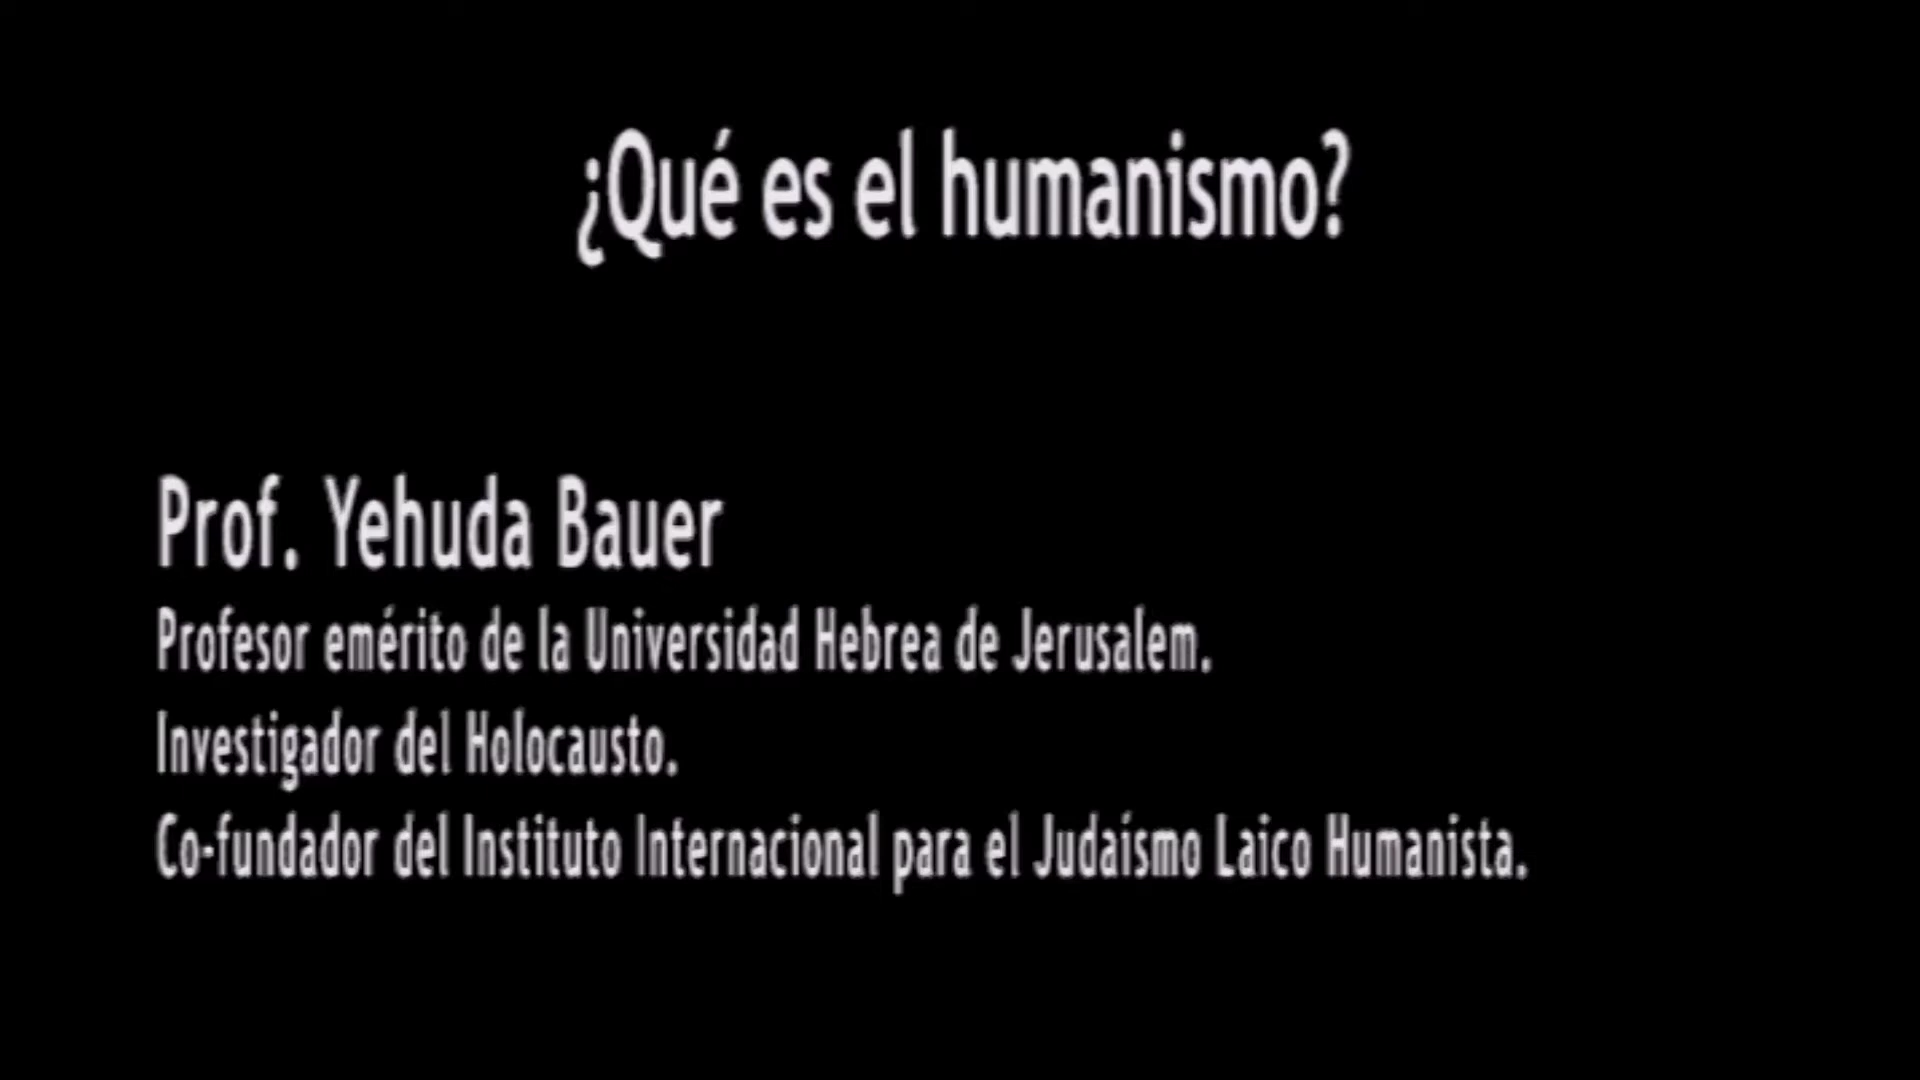 ¿Qué es el humanismo?
Prof. Yehuda Bauer
Profesor emérito de la Universidad Hebrea de Jerusalem.
Investigador del Holocausto.
Co-fundador del Instituto Internacional para el Judaísmo Laico Humanista.